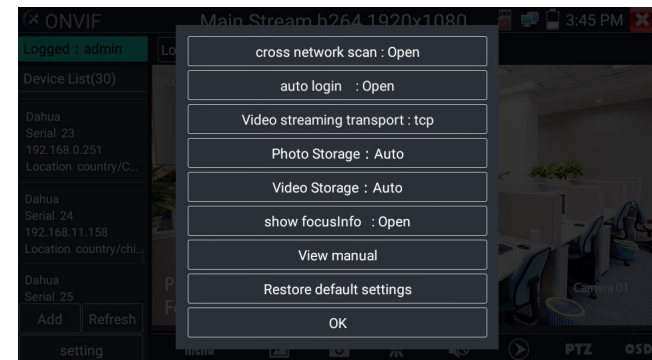 ONVIF
Main Stream h264 1920x1080
3:45 PM
Logged : admin
Device List(30)
Dahua
Serial 23
192.168.0.251
Location country/C...
Dahua
Serial 24
192.168.11.158
Location country/chi...
Dahua
Serial 25
Add
Refresh
setting
cross network scan : Open
auto login : Open
Video streaming transport : tcp
Photo Storage : Auto
Video Storage : Auto
show focusInfo : Open
View manual
Restore default settings
OK
Camera 01
menu
PTZ
OSD